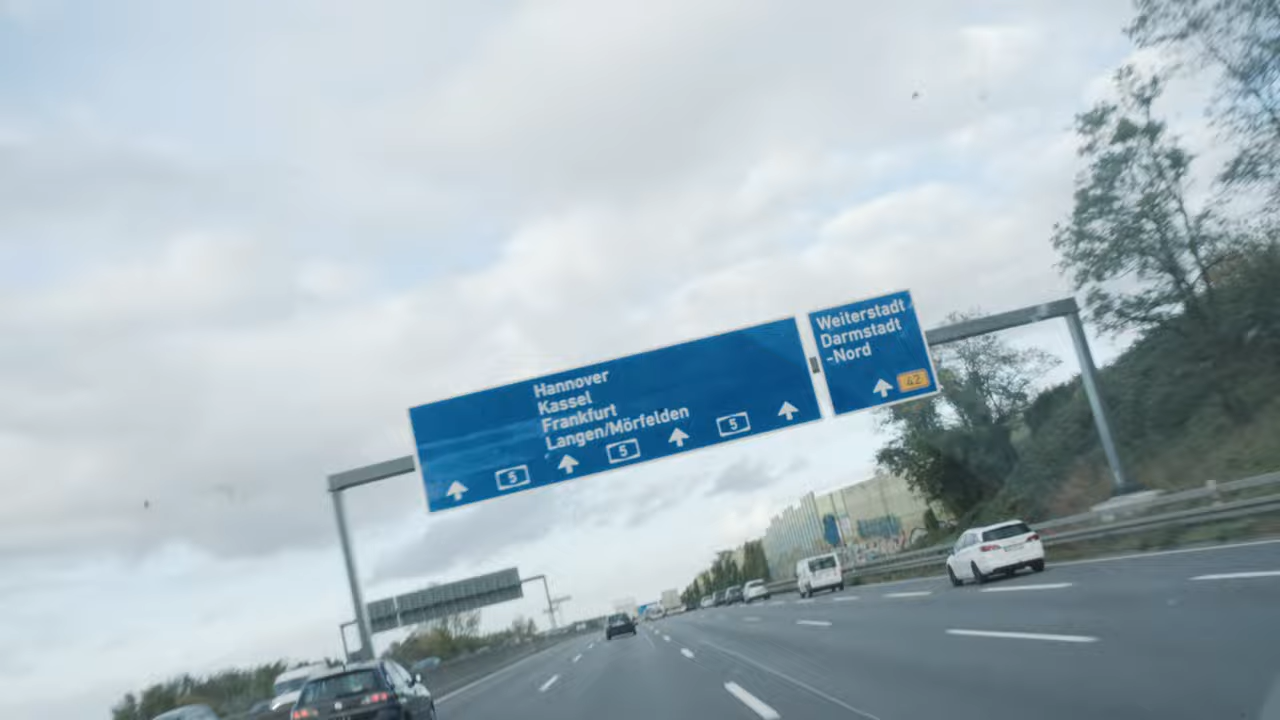 Hannover
Kassel
Frankfurt
Langen/Mörfelden
5
5
5
Weiterstadt
Darmstadt
-Nord
42